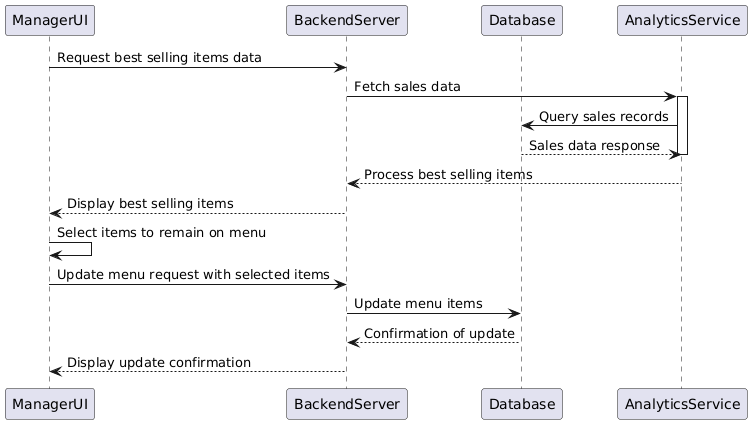 ManagerUI BackendServer Database AnalyticsService
Request best selling items data
Fetch sales data
Query sales records
Sales data response
Process best selling items
Display best selling items
Select items to remain on menu
Update menu request with selected items
Update menu items
Confirmation of update
Display update confirmation
ManagerUI BackendServer Database AnalyticsService